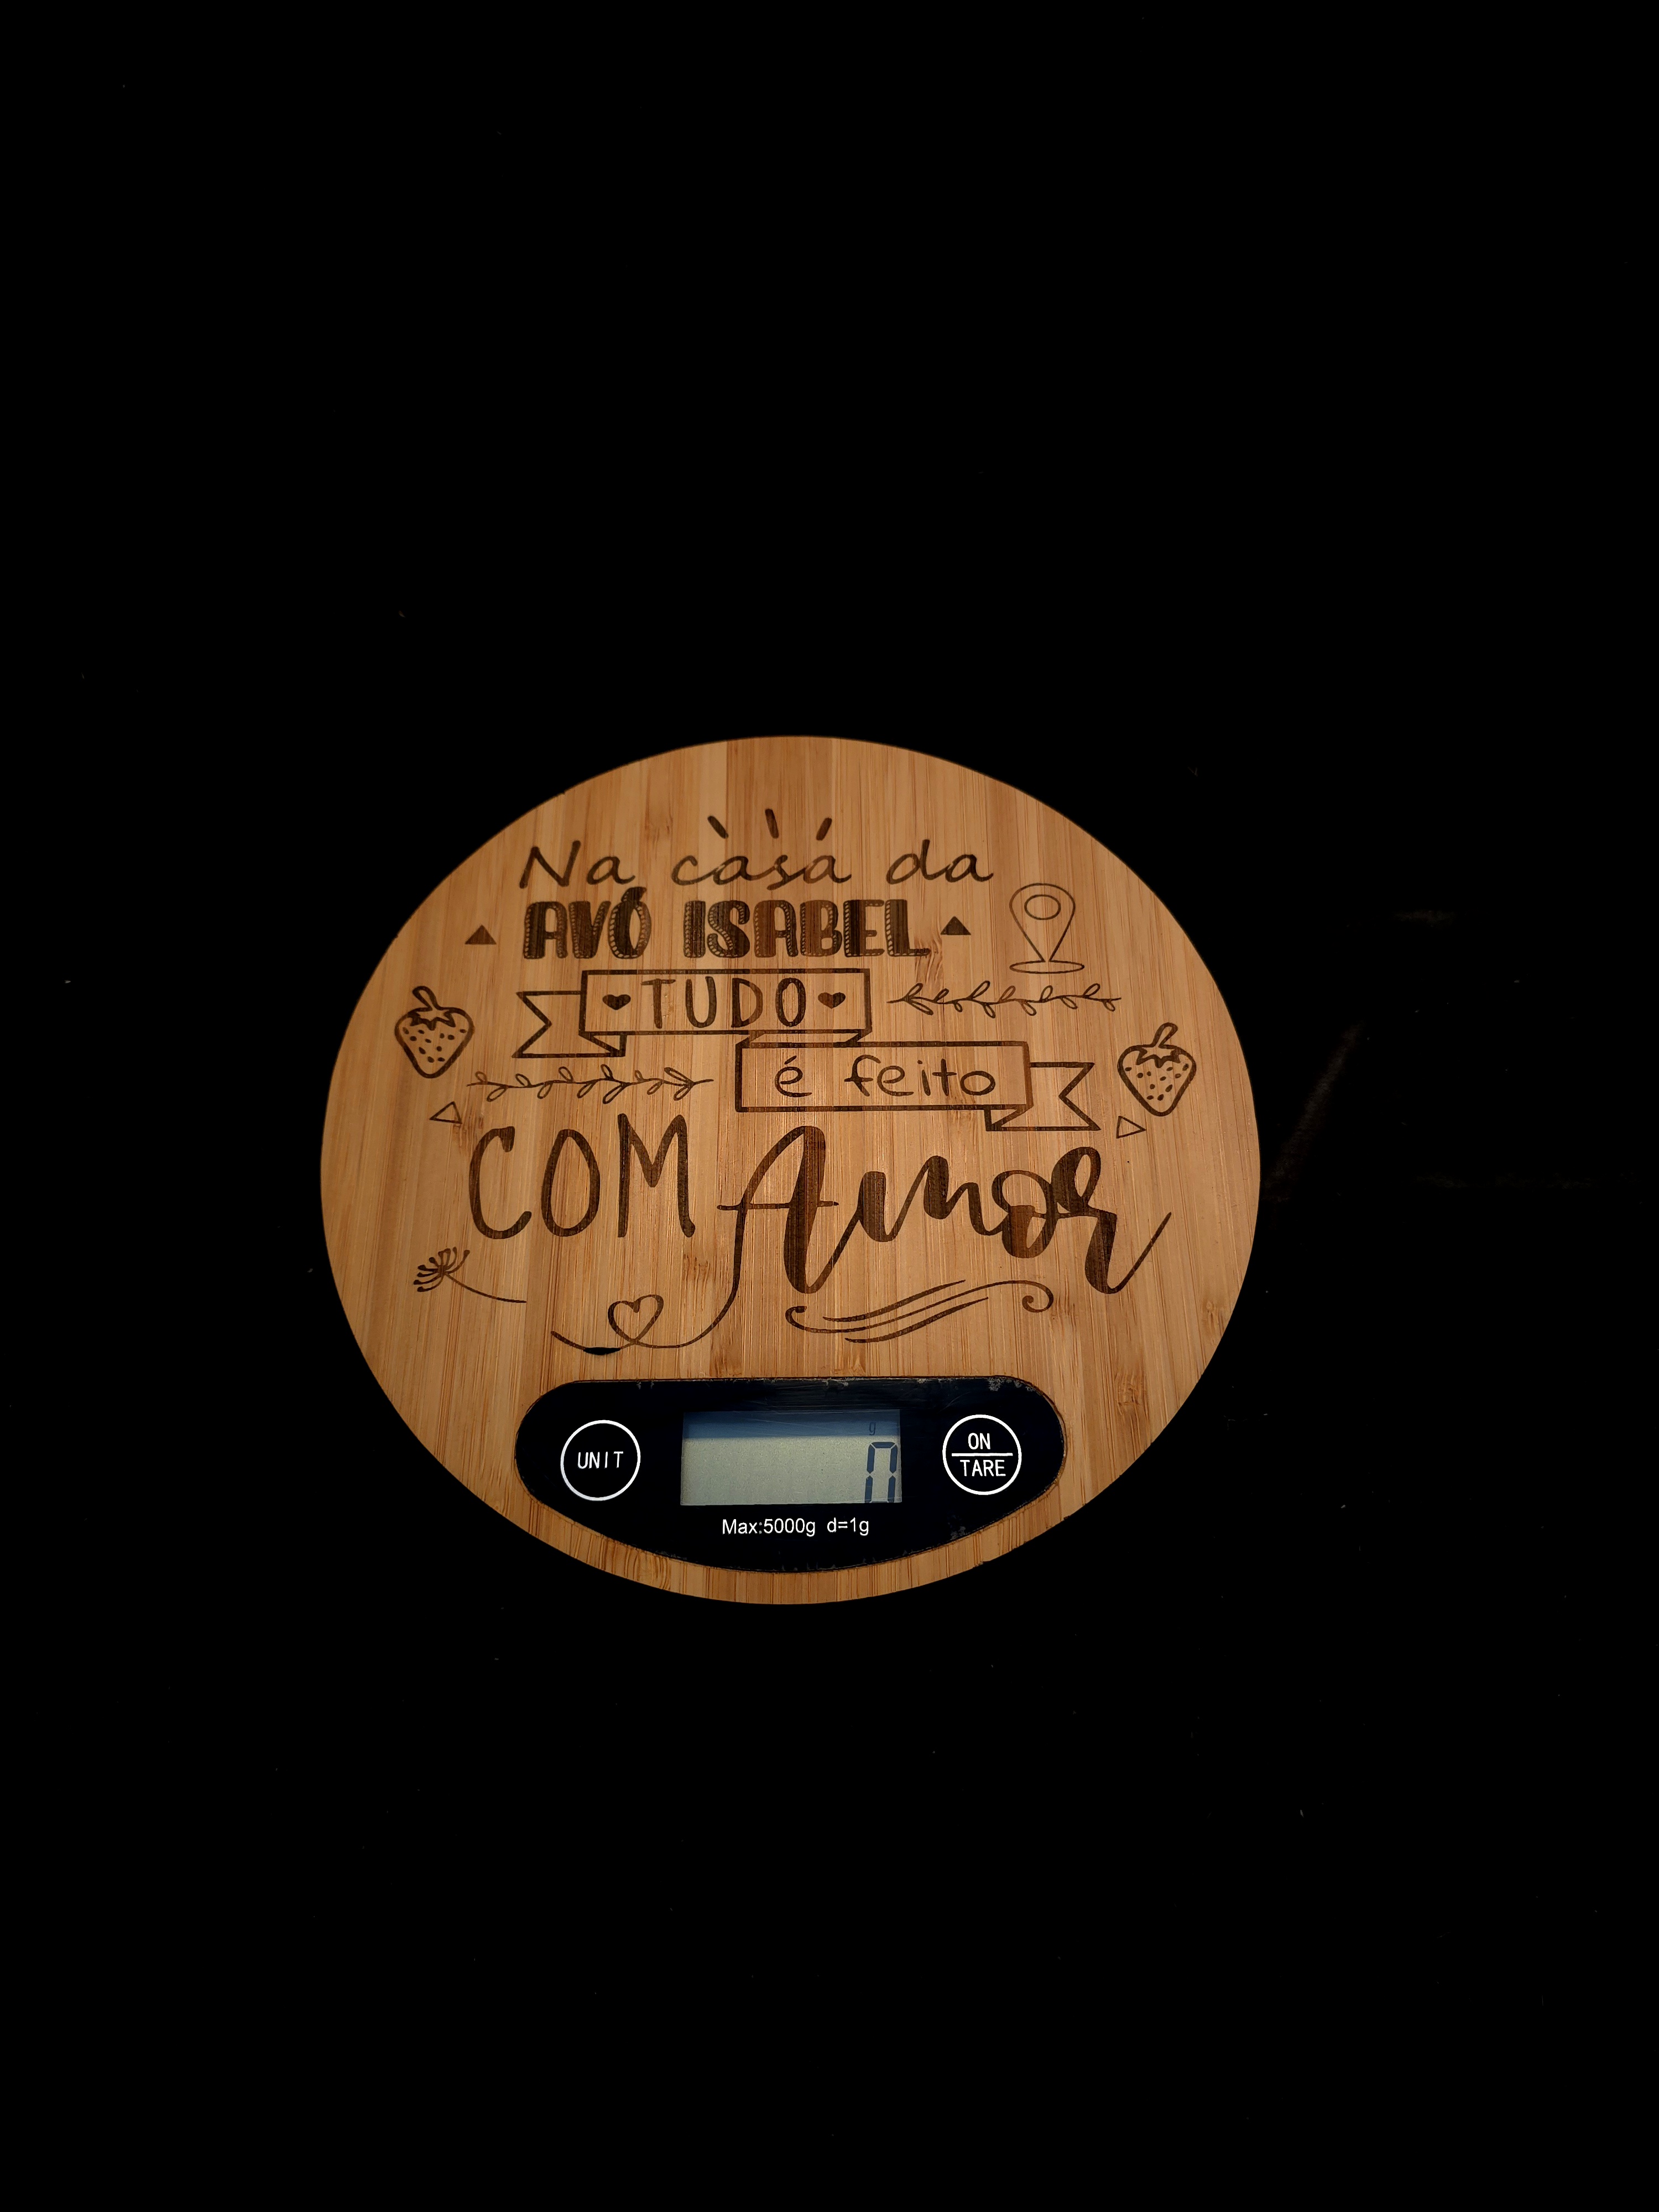 Na casa da
AVÓ ISABEL
TUDO
é feito
COM Amor
UNIT
g
0
ON
TARE
Max:5000g d=1g